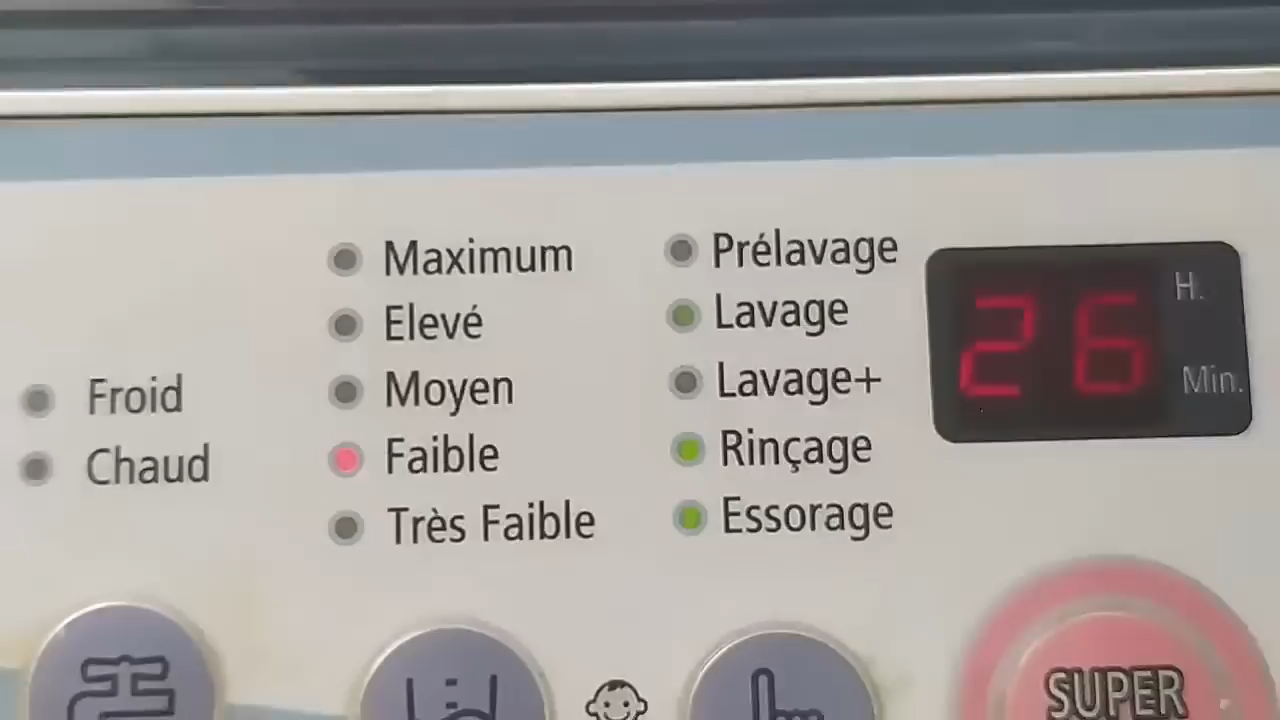 Froid
Chaud
Maximum
Elevé
Moyen
Faible
Très Faible
Prélavage
Lavage
Lavage+
Rinçage
Essorage
26
H.
Min.
SUPER